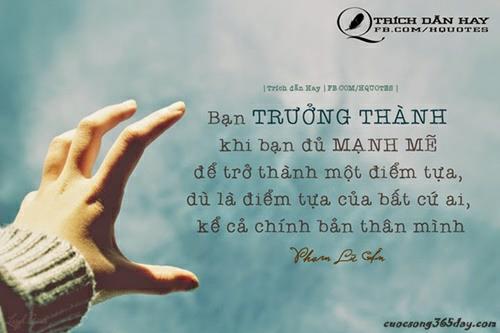 TRÍCH DẪN HAY
FB.COM/HQUOTES
|Trích dẫn Hay |FB.COM/HQUOTES |
Bạn TRƯỞNG THÀNH
khi bạn đủ MẠNH MẼ
để trở thành một điểm tựa,
dù là điểm tựa của bất cứ ai,
kể cả chính bản thân mình
Phạm Lê Ân
cuocsong365day.com